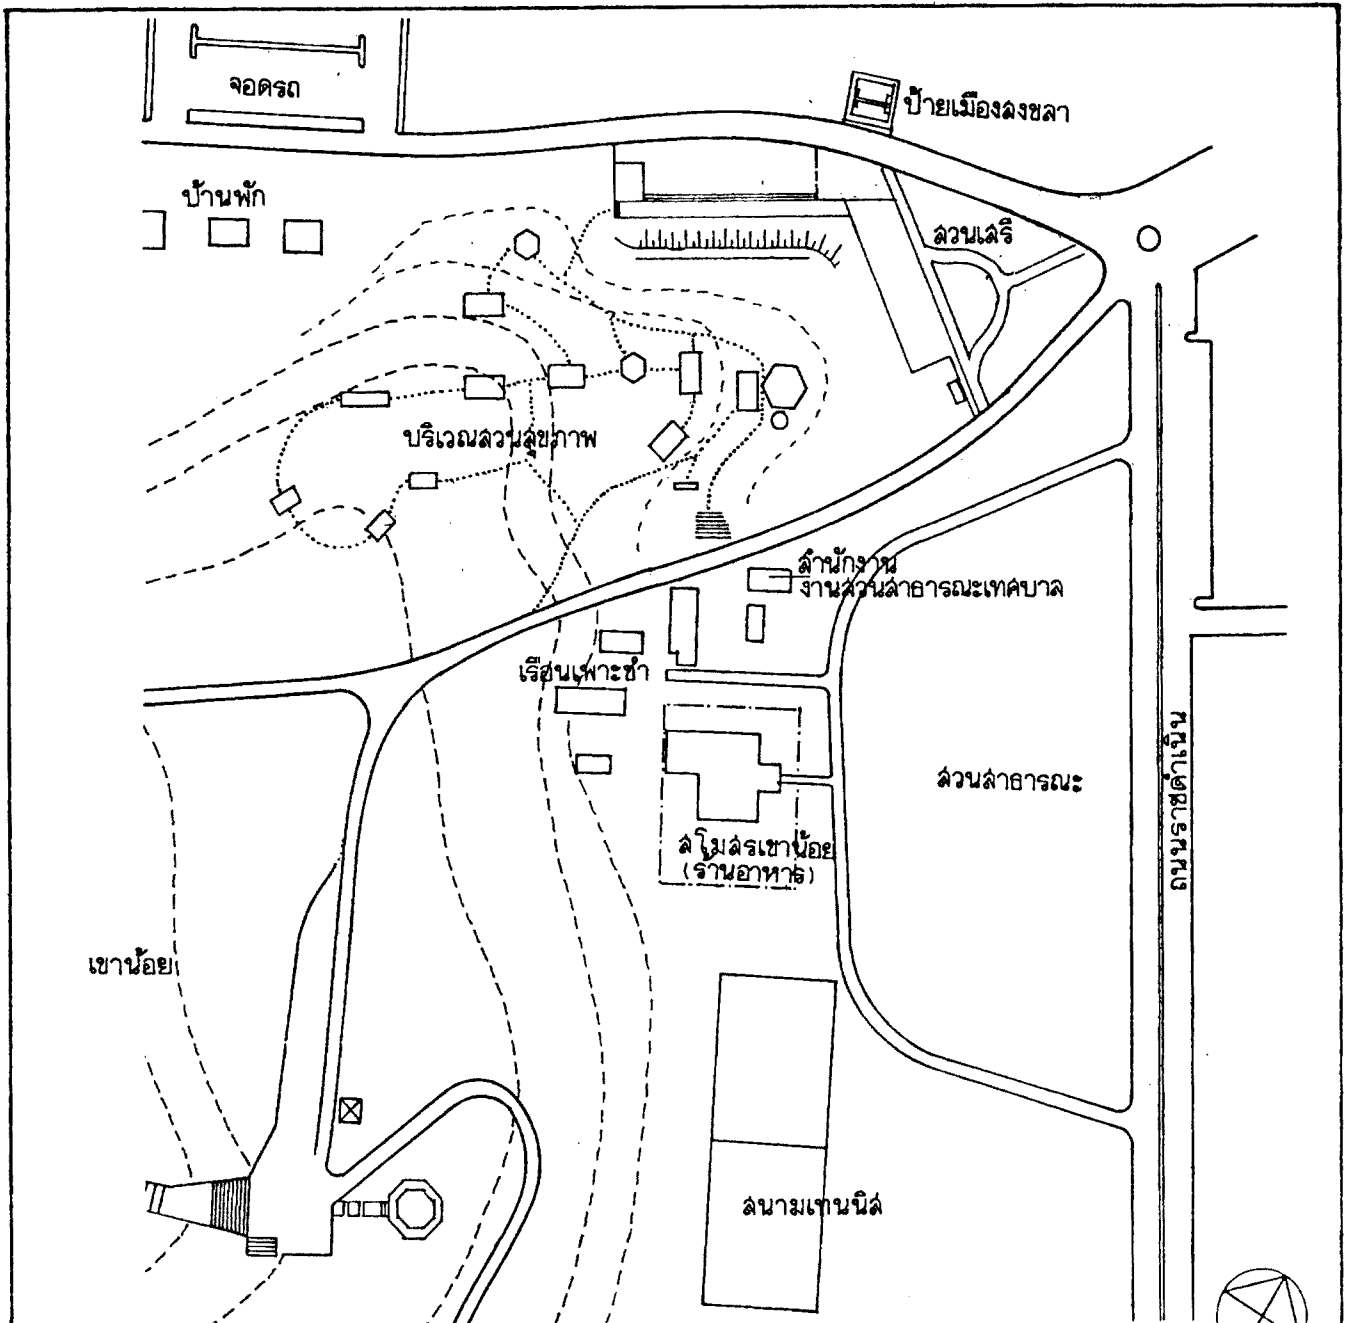 จอดรถ
ป้ายเมืองสงขลา
บ้านพัก
สวนเสรี
บริเวณสวนสุขภาพ
สำนักงาน
งานสวนสาธารณะเทศบาล
เรือนเพาะชำ
สวนสาธารณะ
ถนนราชดำเนิน
สโมสรเขาน้อย
(ร้านอาหาร)
เขาน้อย
สนามเทนนิส